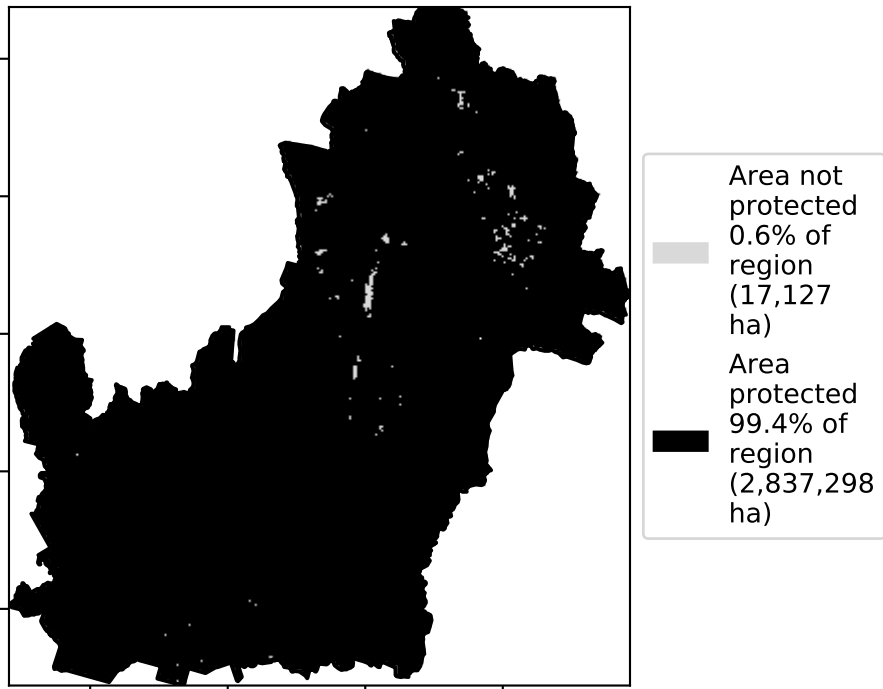 Area not
protected
0.6% of
region
(17,127
ha)
Area
protected
99.4% of
region
(2,837,298
ha)